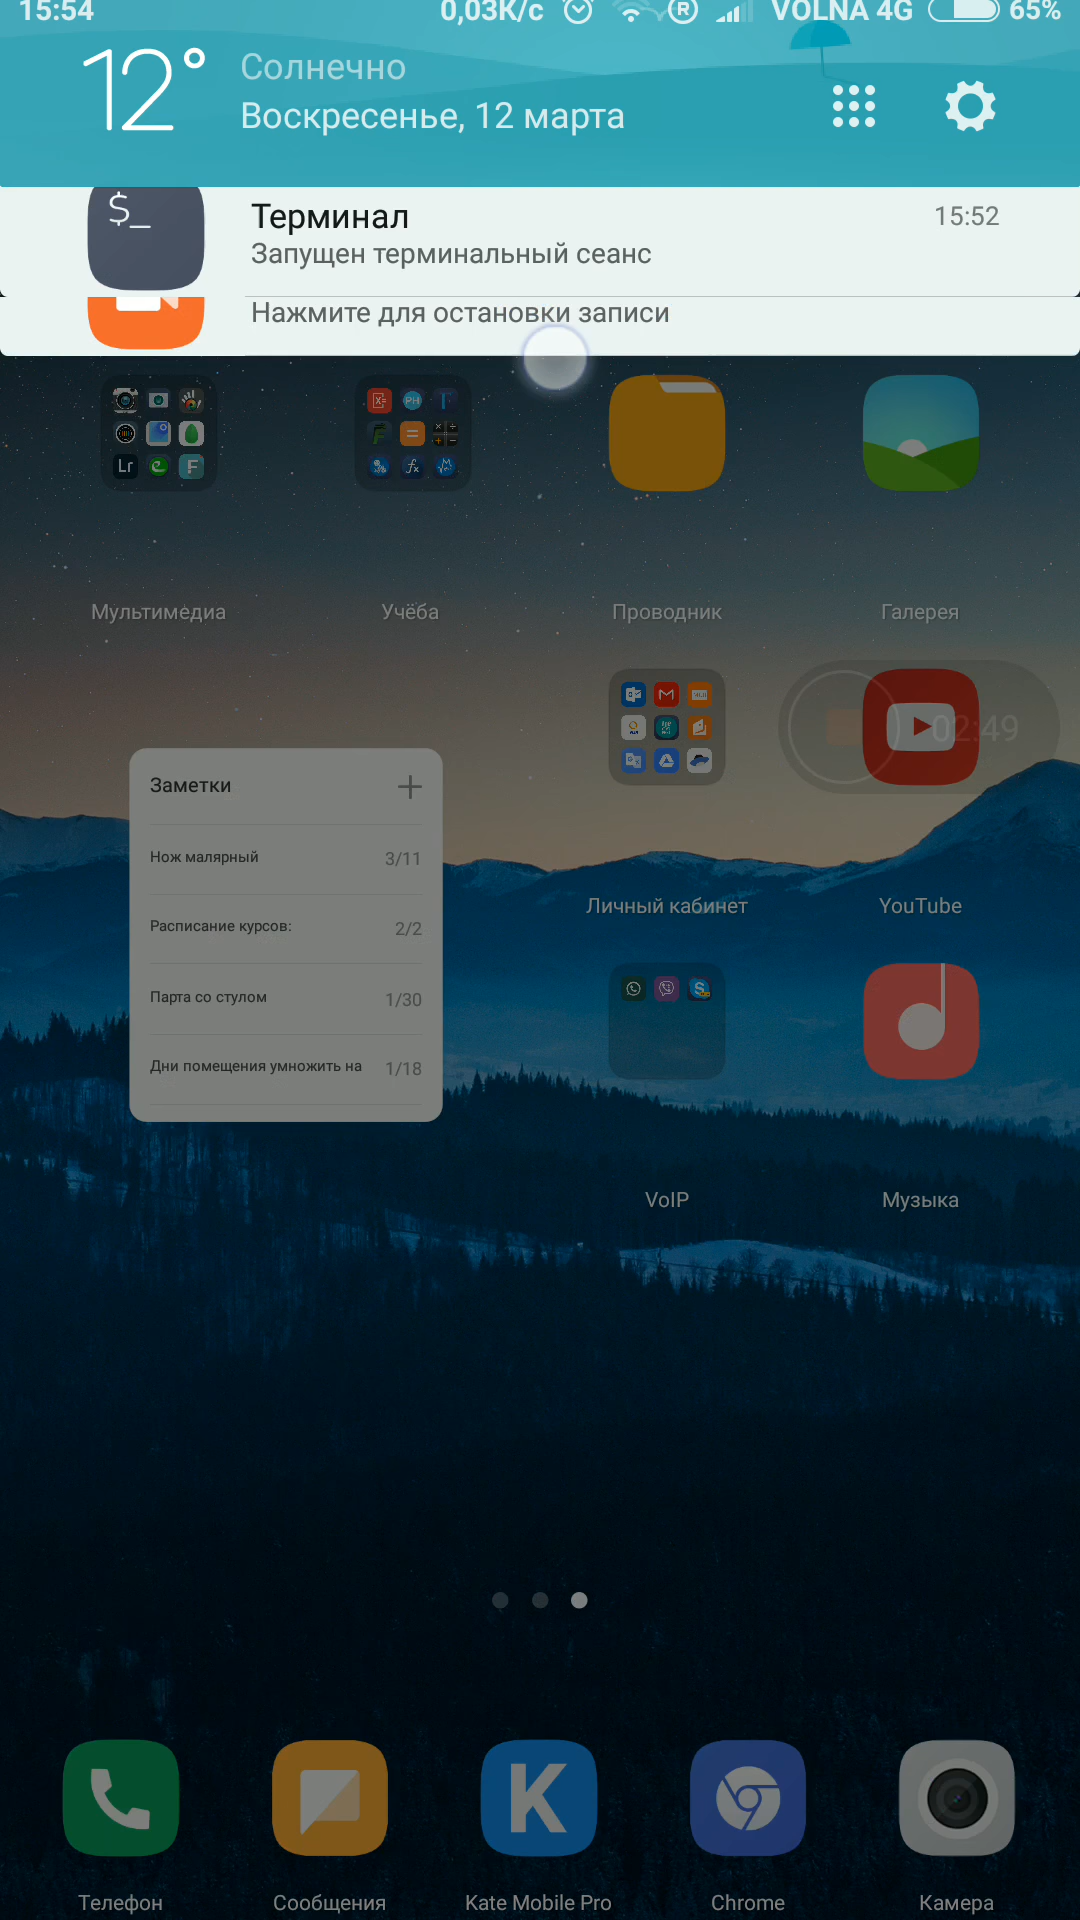 15:54 0,03К/с R VOLNA 4G 65%
12° Солнечно
Воскресенье, 12 марта
$_ Терминал 15:52
Запущен терминальный сеанс
Нажмите для остановки записи
Lr
PH
fx
Мультимедиа Учёба Проводник Галерея
02:49
Заметки +
Нож малярный 3/11
Расписание курсов: 2/2
Парта со стулом 1/30
Дни помещения умножить на 1/18
Личный кабинет YouTube
VoIP Музыка
K
Телефон Сообщения Kate Mobile Pro Chrome Камера